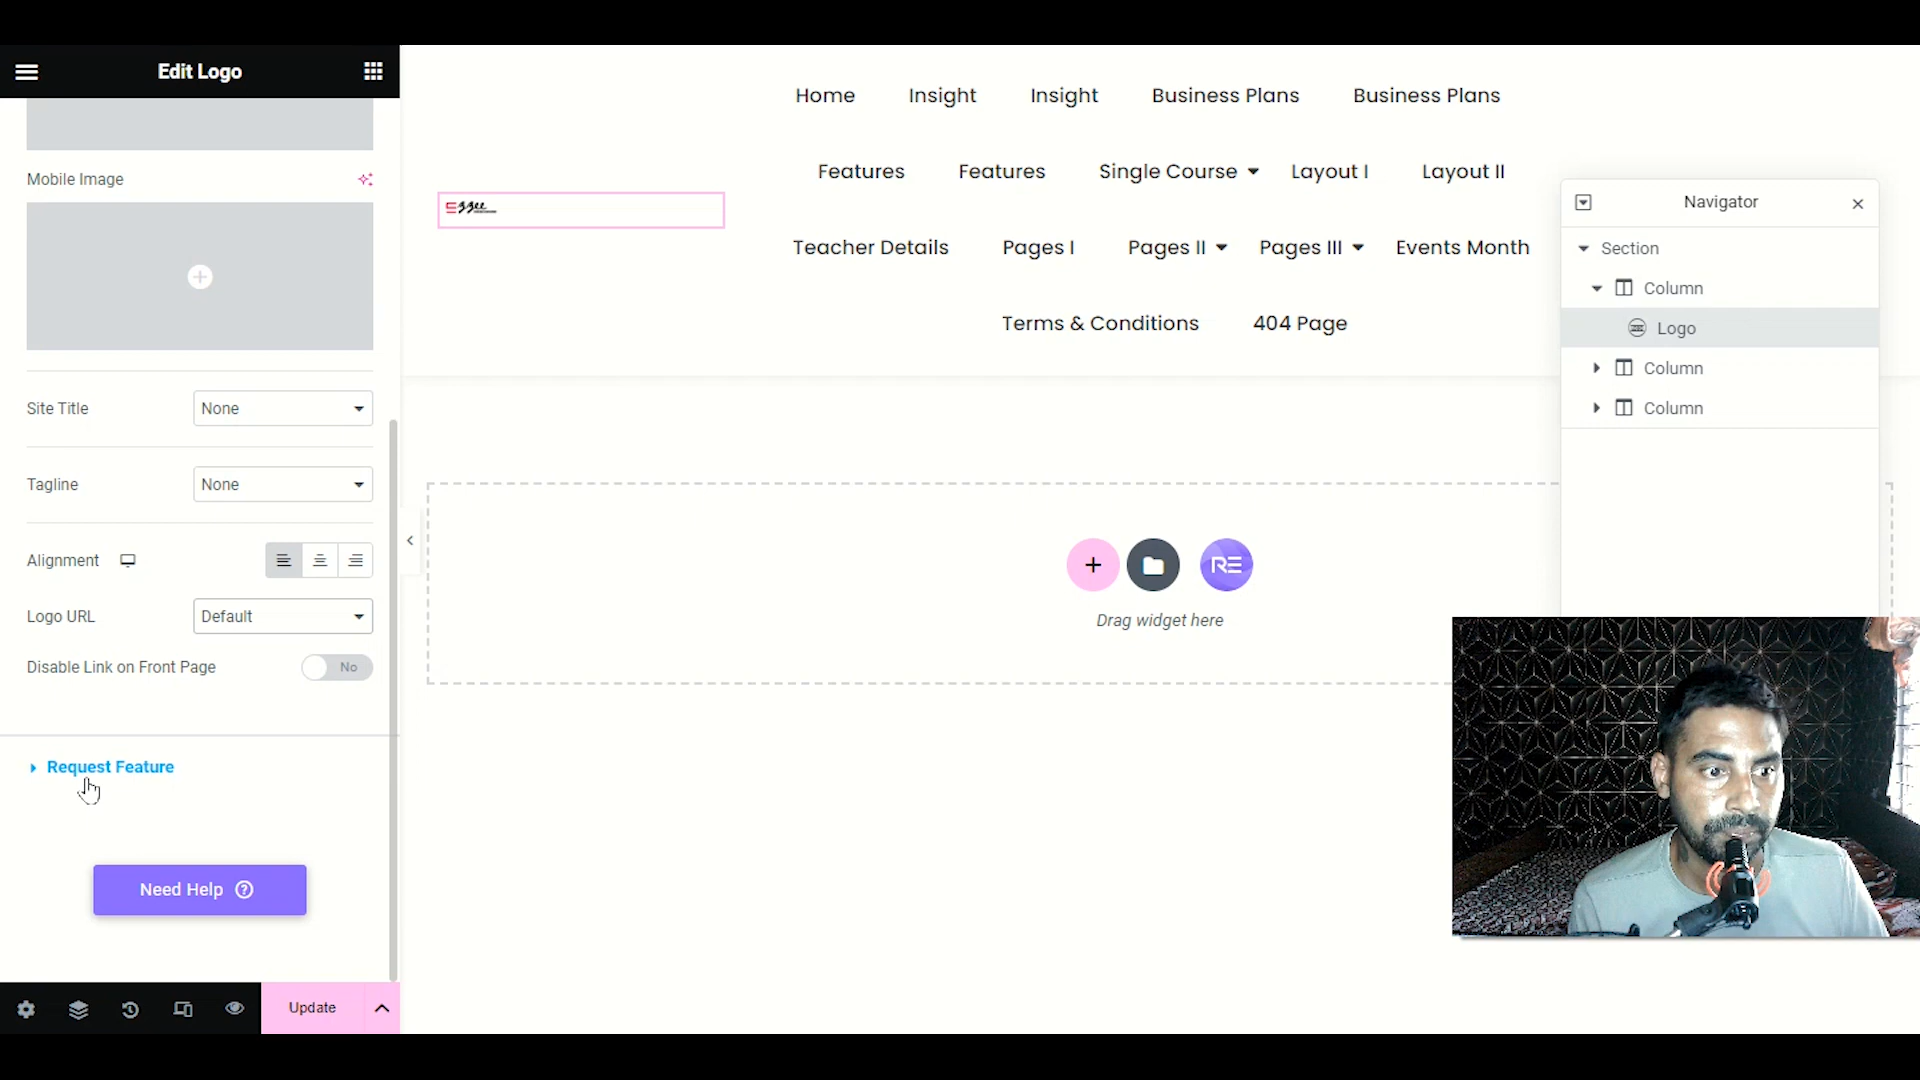 Edit Logo
Mobile Image
Site Title None
Tagline None
Alignment
Logo URL Default
Disable Link on Front Page No
Request Feature
Need Help ?
Update
Home Insight Insight Business Plans Business Plans
Features Features Single Course Layout I Layout II
Teacher Details Pages I Pages II Pages III Events Month
Terms & Conditions 404 Page
RE
Drag widget here
Navigator
Section
Column
Logo
Column
Column